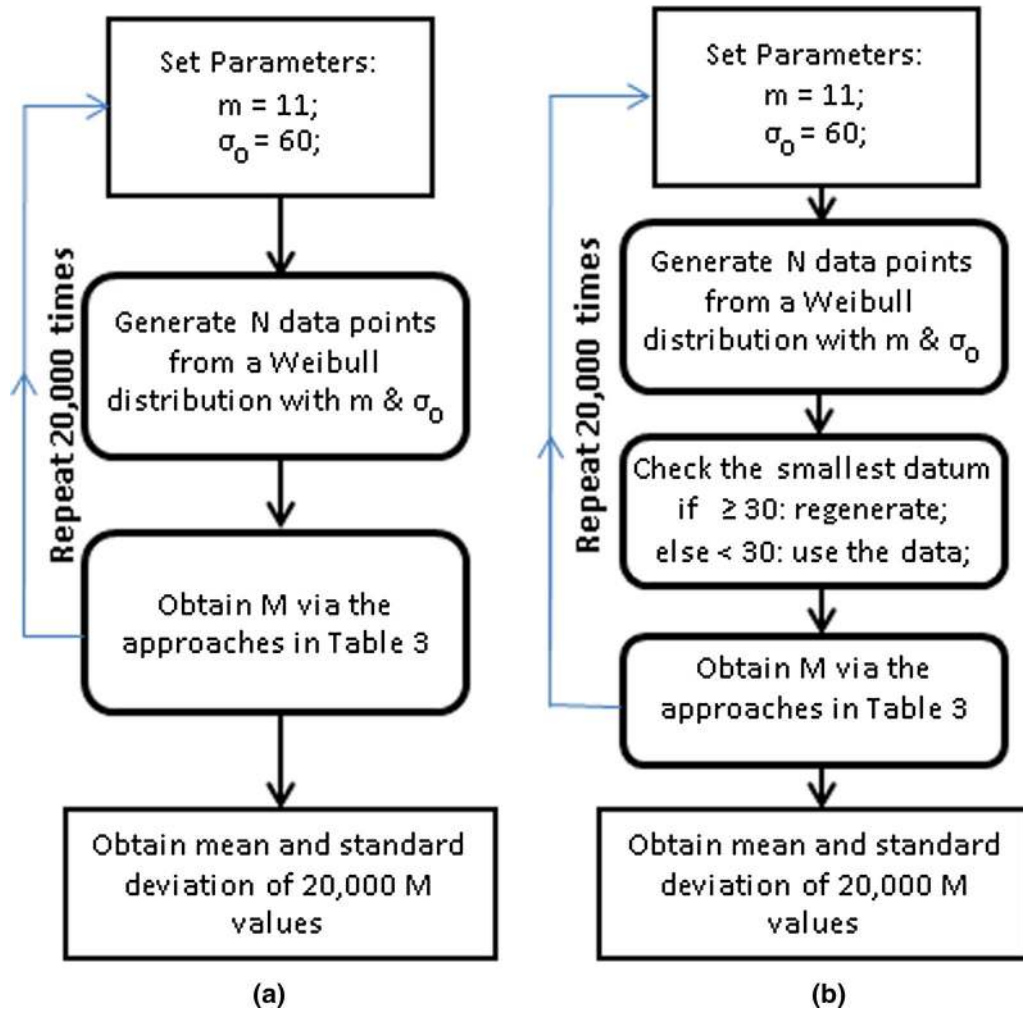 Set Parameters:
m = 11;
σo = 60;
Repeat 20,000 times
Generate N data points
from a Weibull
distribution with m & σo
Obtain M via the
approaches in Table 3
Obtain mean and standard
deviation of 20,000 M
values
(a)
Set Parameters:
m = 11;
σo = 60;
Repeat 20,000 times
Generate N data points
from a Weibull
distribution with m & σo
Check the smallest datum
if ≥ 30: regenerate;
else < 30: use the data;
Obtain M via the
approaches in Table 3
Obtain mean and standard
deviation of 20,000 M
values
(b)